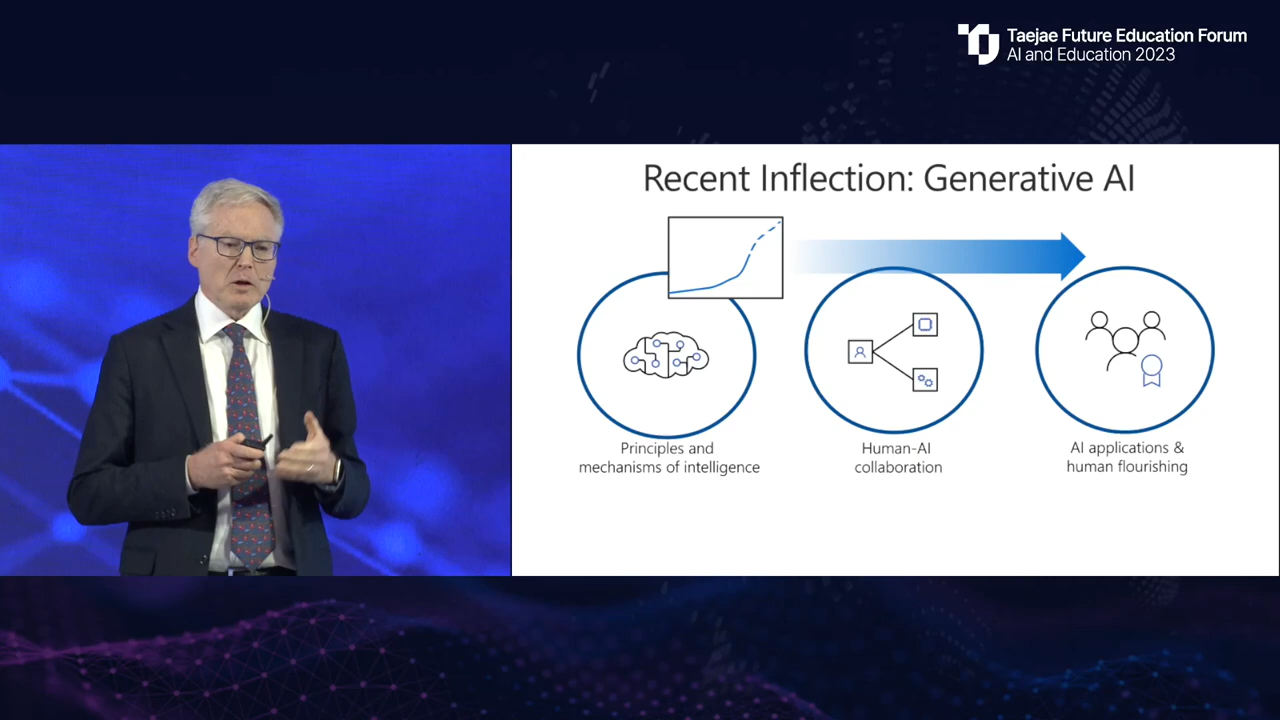 Taejae Future Education Forum
AI and Education 2023
Recent Inflection: Generative AI
Principles and
mechanisms of intelligence
Human-AI
collaboration
AI applications &
human flourishing